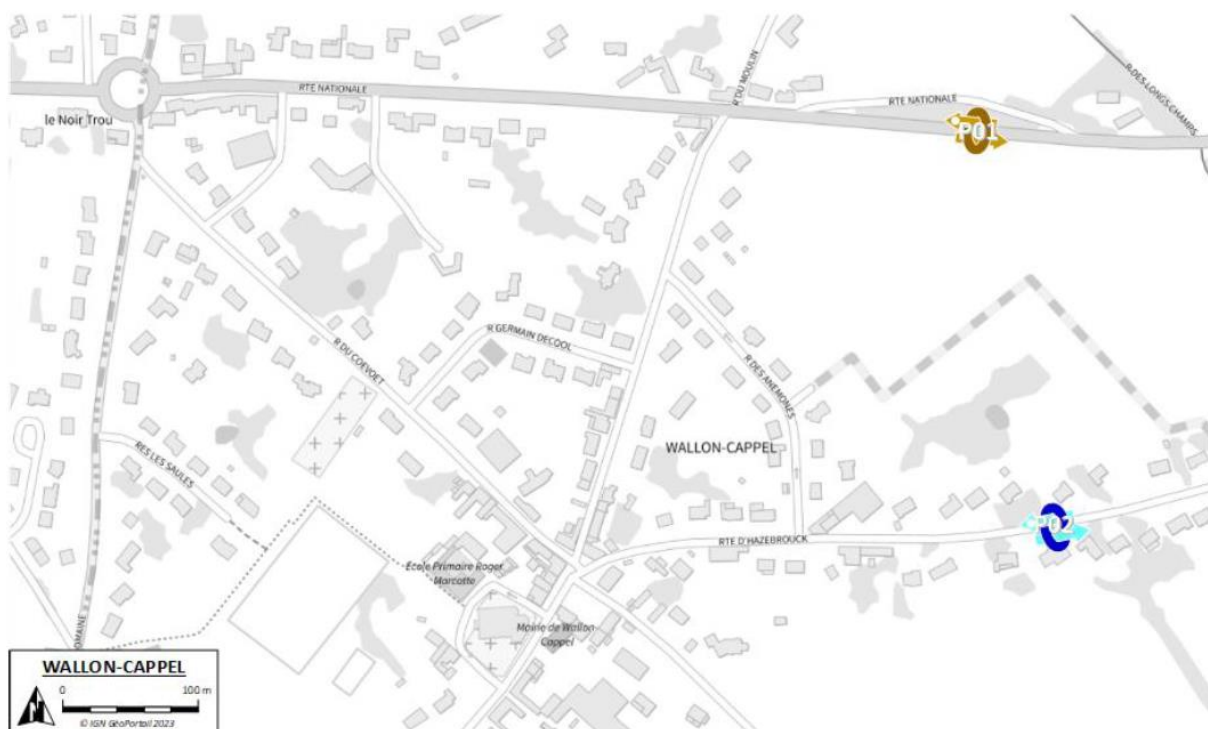 RTE NATIONALE
R DU MOULIN
RTE NATIONALE
R DES LONGS CHAMPS
le Noir Trou
P01
R DU COEVOET
R GERMAIN DECOOL
R DES ANEMONES
WALLON-CAPPEL
RES LES SAULES
P02
RTE D'HAZEBROUCK
Ecole Primaire Roger
Marcotte
Mairie de Wallon-
Cappel
OMAINE
WALLON-CAPPEL
0 100 m
© IGN GéoPortail 2023